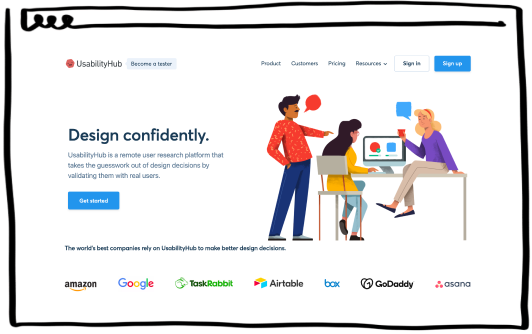 UsabilityHub Become a tester Product Customers Pricing Resources Sign in Sign up
Design confidently.
UsabilityHub is a remote user research platform that
takes the guesswork out of design decisions by
validating them with real users.
Get started
The world's best companies rely on UsabilityHub to make better design decisions.
amazon Google TaskRabbit Airtable box GoDaddy asana